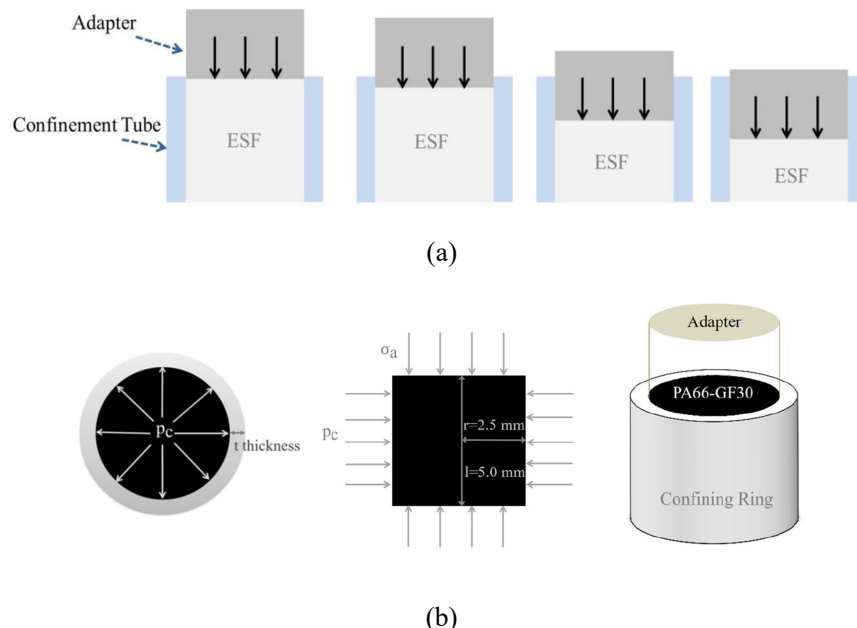 Adapter
Confinement Tube
ESF
ESF
ESF
ESF
(a)
pc
t thickness
σa
pc
r=2.5 mm
l=5.0 mm
Adapter
PA66-GF30
Confining Ring
(b)